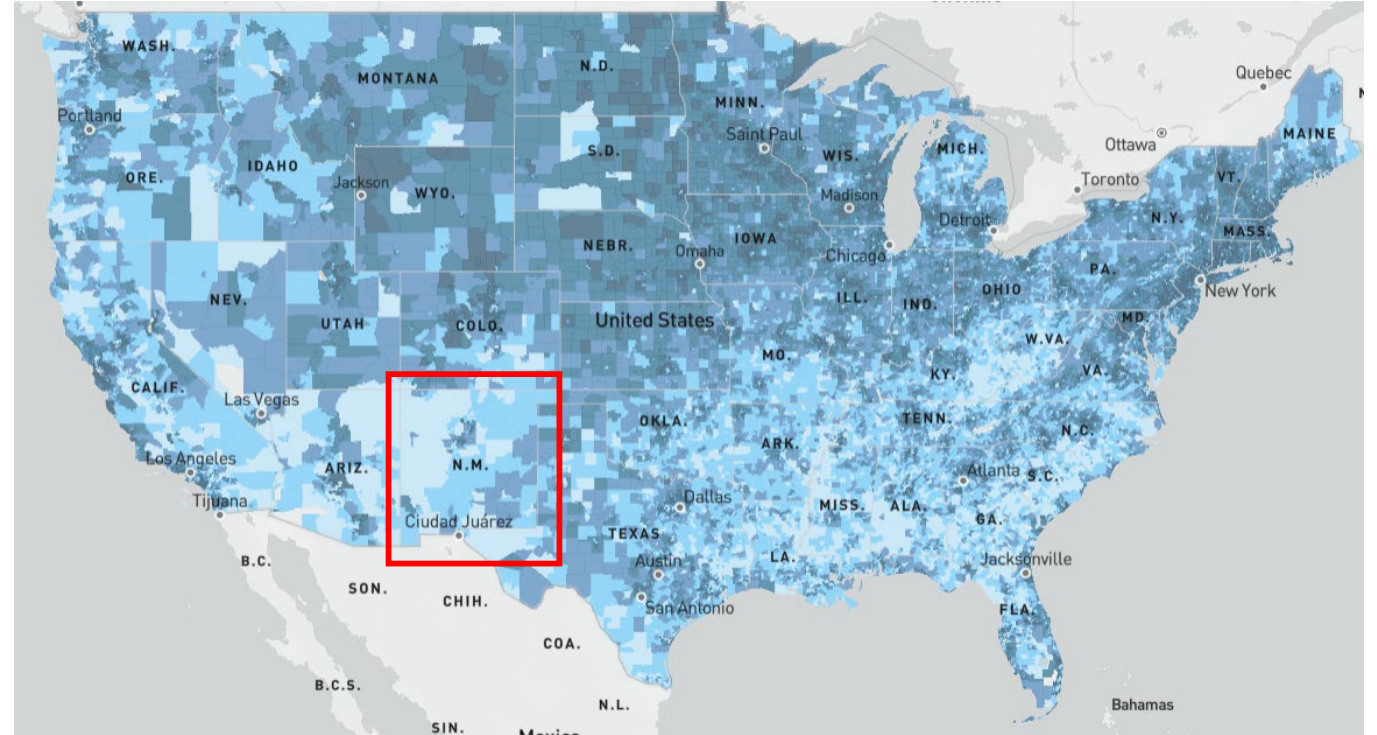 WASH.
MONTANA
N.D.
Quebec
MINN.
Portland
Saint Paul
MAINE
Ottawa
S.D.
WIS.
MICH.
IDAHO
ORE.
Jackson
WYO.
Toronto
VT.
Madison
Detroit
N.Y.
MASS.
NEBR.
Omaha
IOWA
Chicago
PA.
NEV.
ILL.
IND.
OHIO
New York
UTAH
COLO.
United States
MD.
W.VA.
MO.
KY.
VA.
CALIF.
Las Vegas
OKLA.
TENN.
N.C.
ARK.
Los Angeles
ARIZ.
N.M.
Atlanta
S.C.
Tijuana
Dallas
MISS.
ALA.
GA.
Ciudad Juárez
TEXAS
B.C.
Austin
LA.
Jacksonville
SON.
CHIH.
San Antonio
FLA.
COA.
B.C.S.
N.L.
Bahamas
SIN.
Mexico